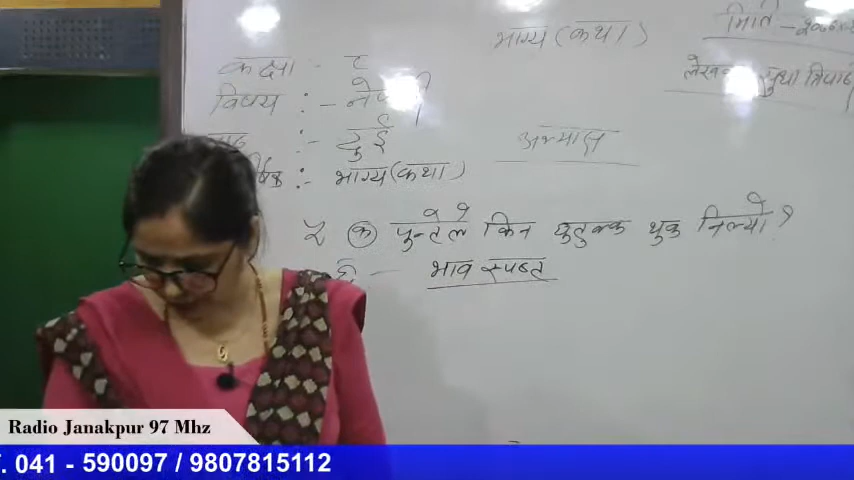 भाग्य (कथा)
मिति -
लेखक सुधा त्रिपाठी
कक्षा :- ८
विषय :- नेपाली
पाठ :- दुई
शीर्षक :- भाग्य (कथा)
अभ्यास
२ क पुन्टेले किन घुटुक्क थुक निल्यो ?
घ - भाव स्पष्ट
Radio Janakpur 97 Mhz
. 041 - 590097 / 9807815112